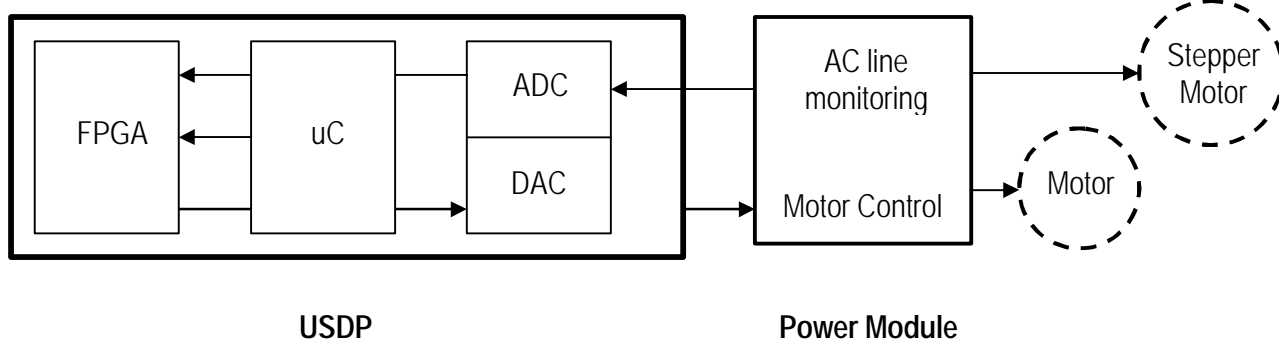 FPGA
uC
ADC
DAC
AC line
monitoring
Motor Control
Stepper
Motor
Motor
USDP
Power Module